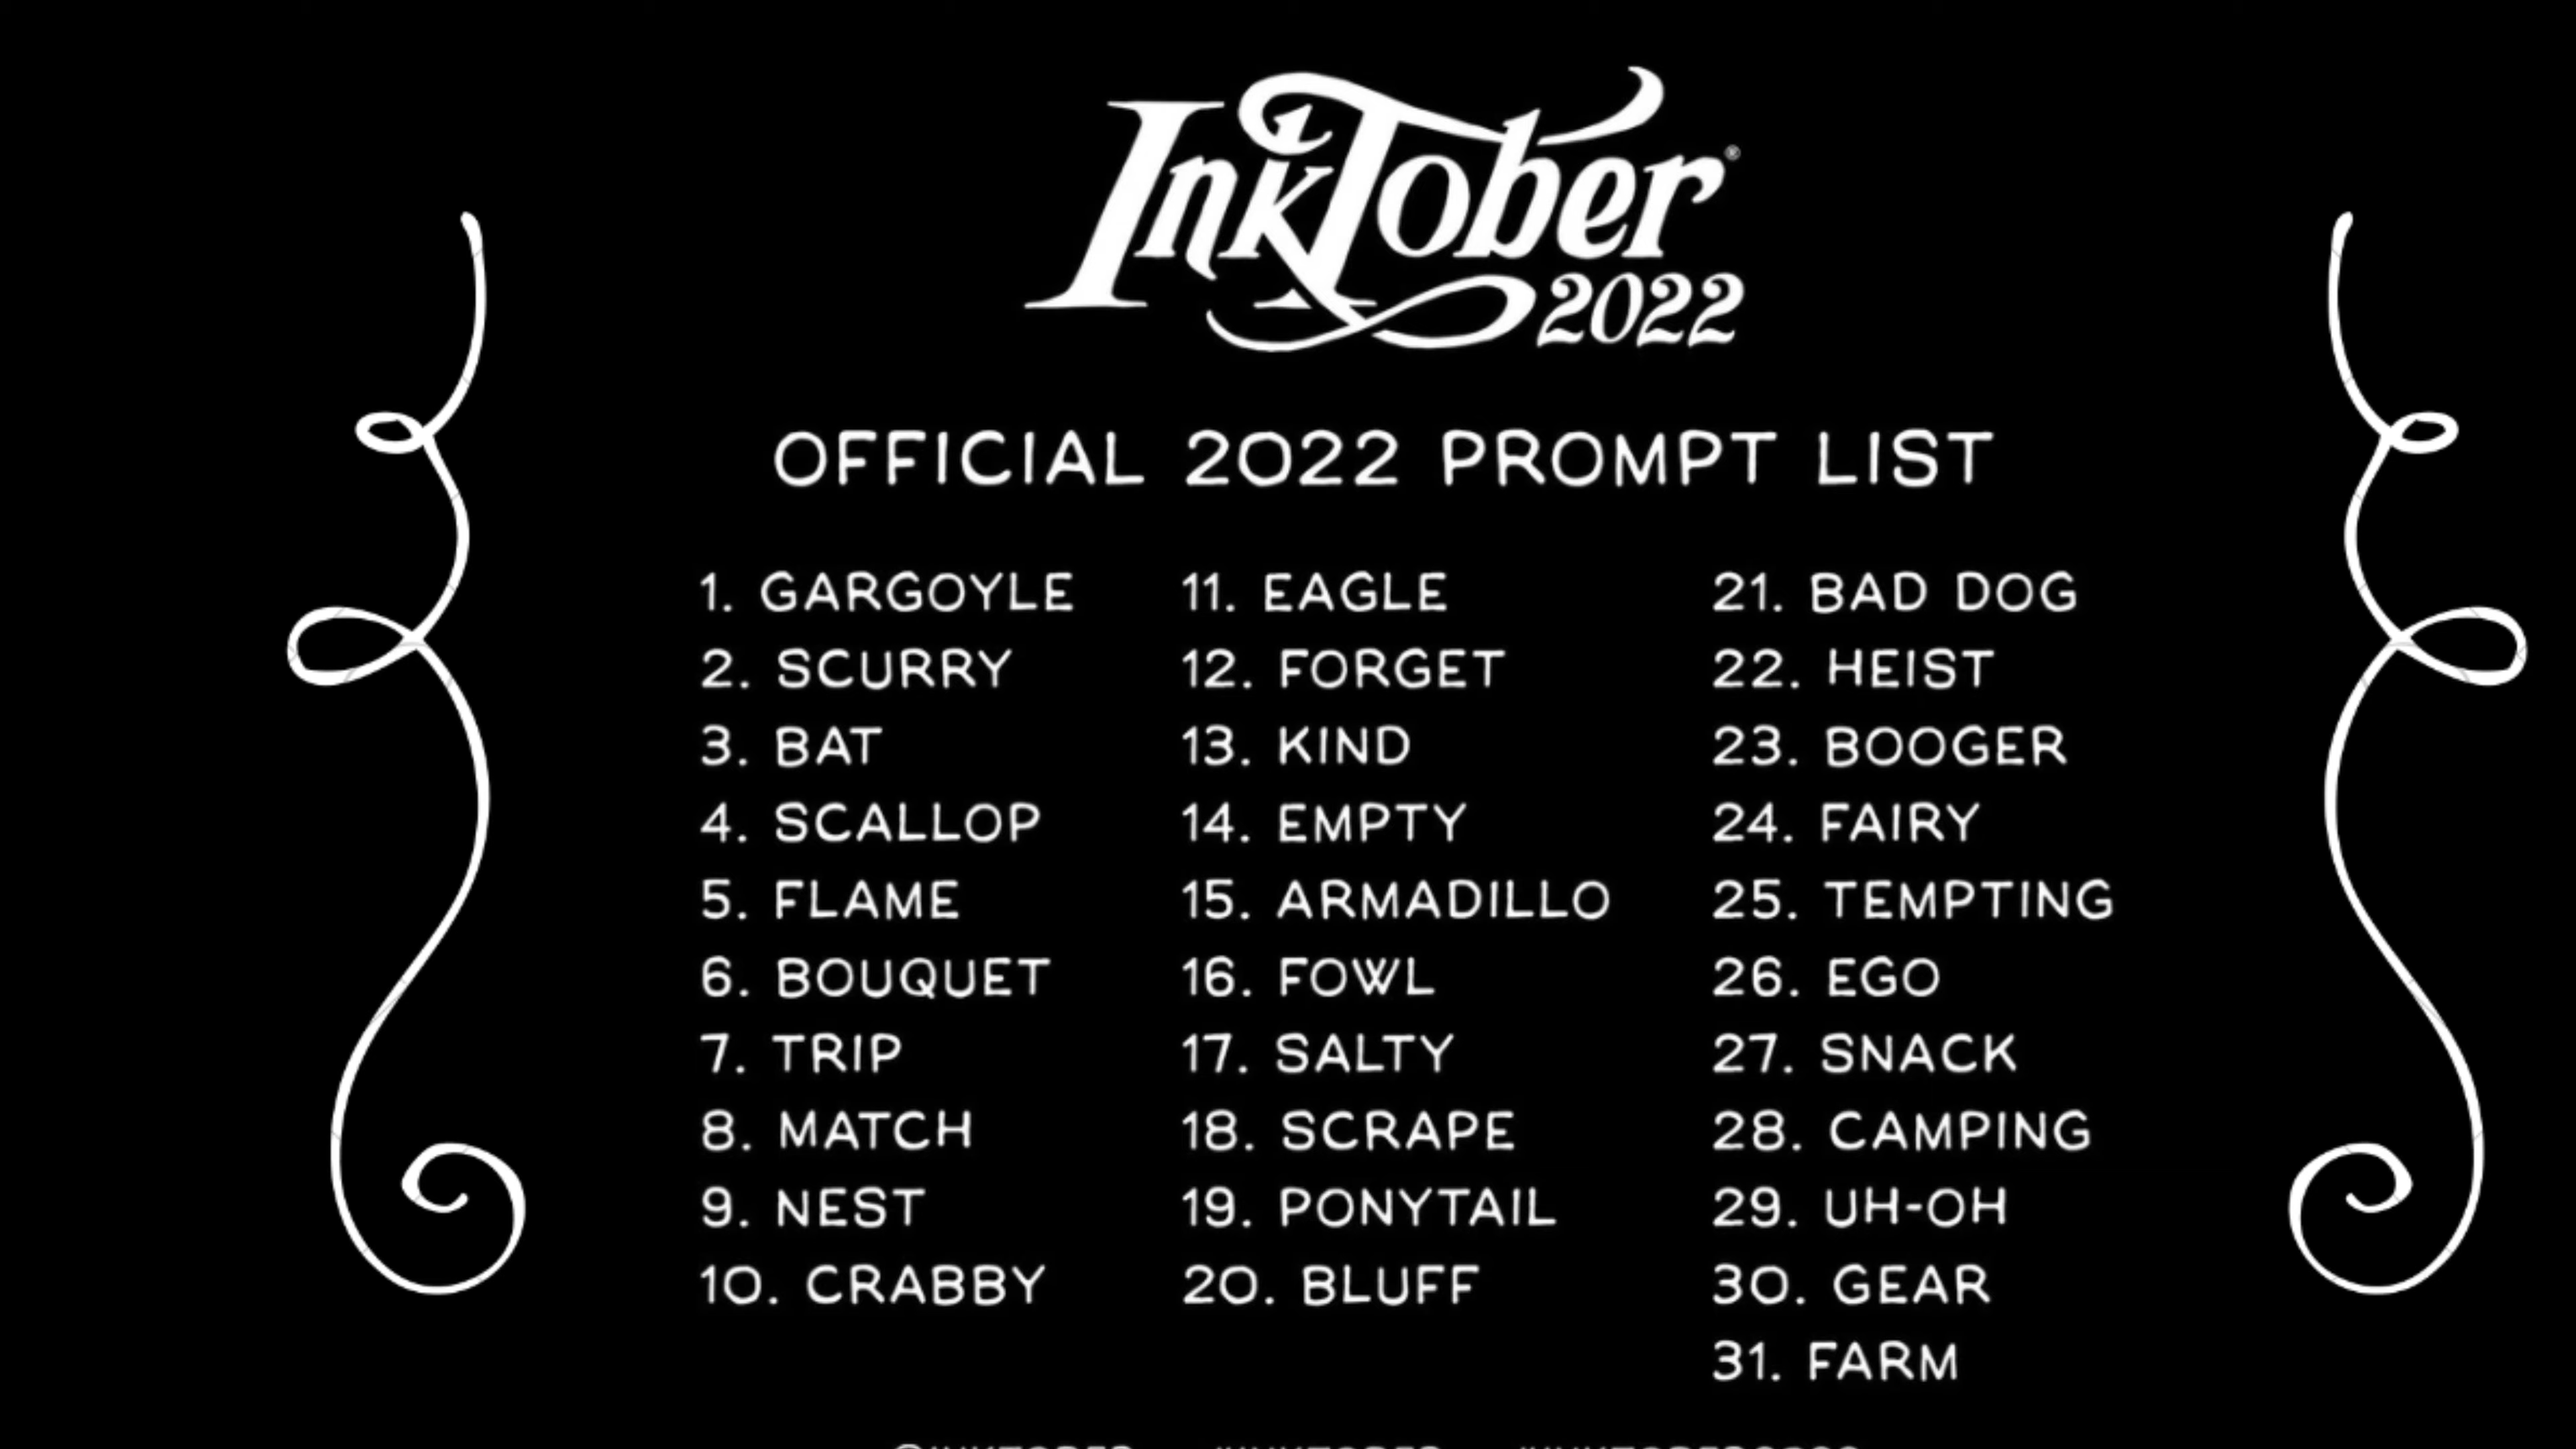 InkTober®
2022
OFFICIAL 2022 PROMPT LIST
1. GARGOYLE
2. SCURRY
3. BAT
4. SCALLOP
5. FLAME
6. BOUQUET
7. TRIP
8. MATCH
9. NEST
10. CRABBY
11. EAGLE
12. FORGET
13. KIND
14. EMPTY
15. ARMADILLO
16. FOWL
17. SALTY
18. SCRAPE
19. PONYTAIL
20. BLUFF
21. BAD DOG
22. HEIST
23. BOOGER
24. FAIRY
25. TEMPTING
26. EGO
27. SNACK
28. CAMPING
29. UH-OH
30. GEAR
31. FARM